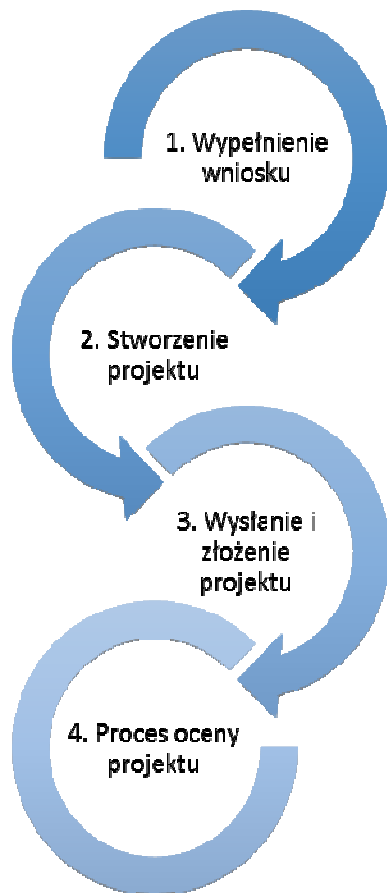 1. Wypełnienie
wniosku
2. Stworzenie
projektu
3. Wysłanie i
złożenie
projektu
4. Proces oceny
projektu